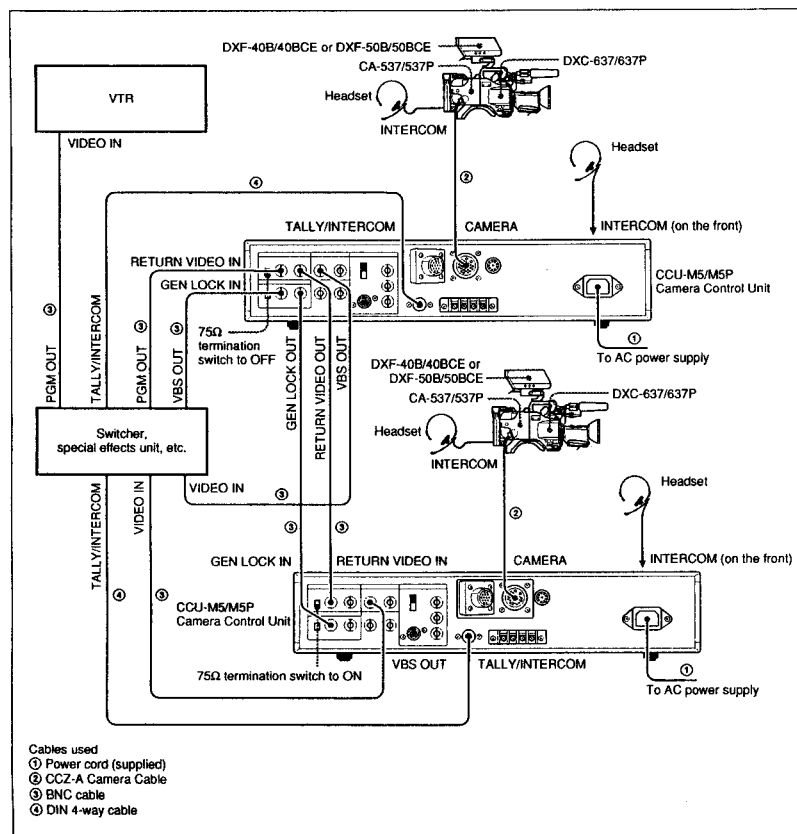 DXF-40B/40BCE or DXF-50B/50BCE
CA-537/537P
DXC-637/637P
VTR
Headset
INTERCOM
VIDEO IN
Headset
②
④
TALLY/INTERCOM
CAMERA
INTERCOM (on the front)
RETURN VIDEO IN
GEN LOCK IN
CCU-M5/M5P
Camera Control Unit
③
PGM OUT
TALLY/INTERCOM
③
PGM OUT
③
VBS OUT
75Ω
termination
switch to OFF
GEN LOCK OUT
RETURN VIDEO OUT
VBS OUT
①
To AC power supply
DXF-40B/40BCE or
DXF-50B/50BCE
CA-537/537P
DXC-637/637P
Switcher,
special effects unit, etc.
Headset
INTERCOM
Headset
TALLY/INTERCOM
VIDEO IN
VIDEO IN
③
②
③
③
GEN LOCK IN
RETURN VIDEO IN
CAMERA
INTERCOM (on the front)
④
③
CCU-M5/M5P
Camera Control Unit
75Ω termination switch to ON
VBS OUT
TALLY/INTERCOM
①
To AC power supply
Cables used
① Power cord (supplied)
② CCZ-A Camera Cable
③ BNC cable
④ DIN 4-way cable